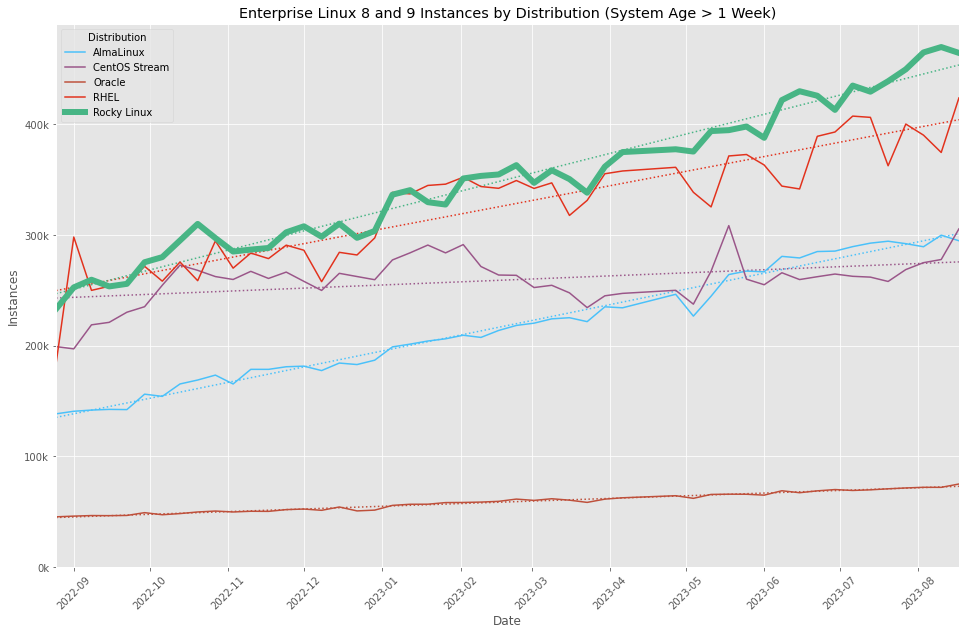 Enterprise Linux 8 and 9 Instances by Distribution (System Age > 1 Week)
Distribution
AlmaLinux
CentOS Stream
Oracle
RHEL
Rocky Linux
400k
300k
200k
100k
0k
Instances
2022-09
2022-10
2022-11
2022-12
2023-01
2023-02
2023-03
2023-04
2023-05
2023-06
2023-07
2023-08
Date